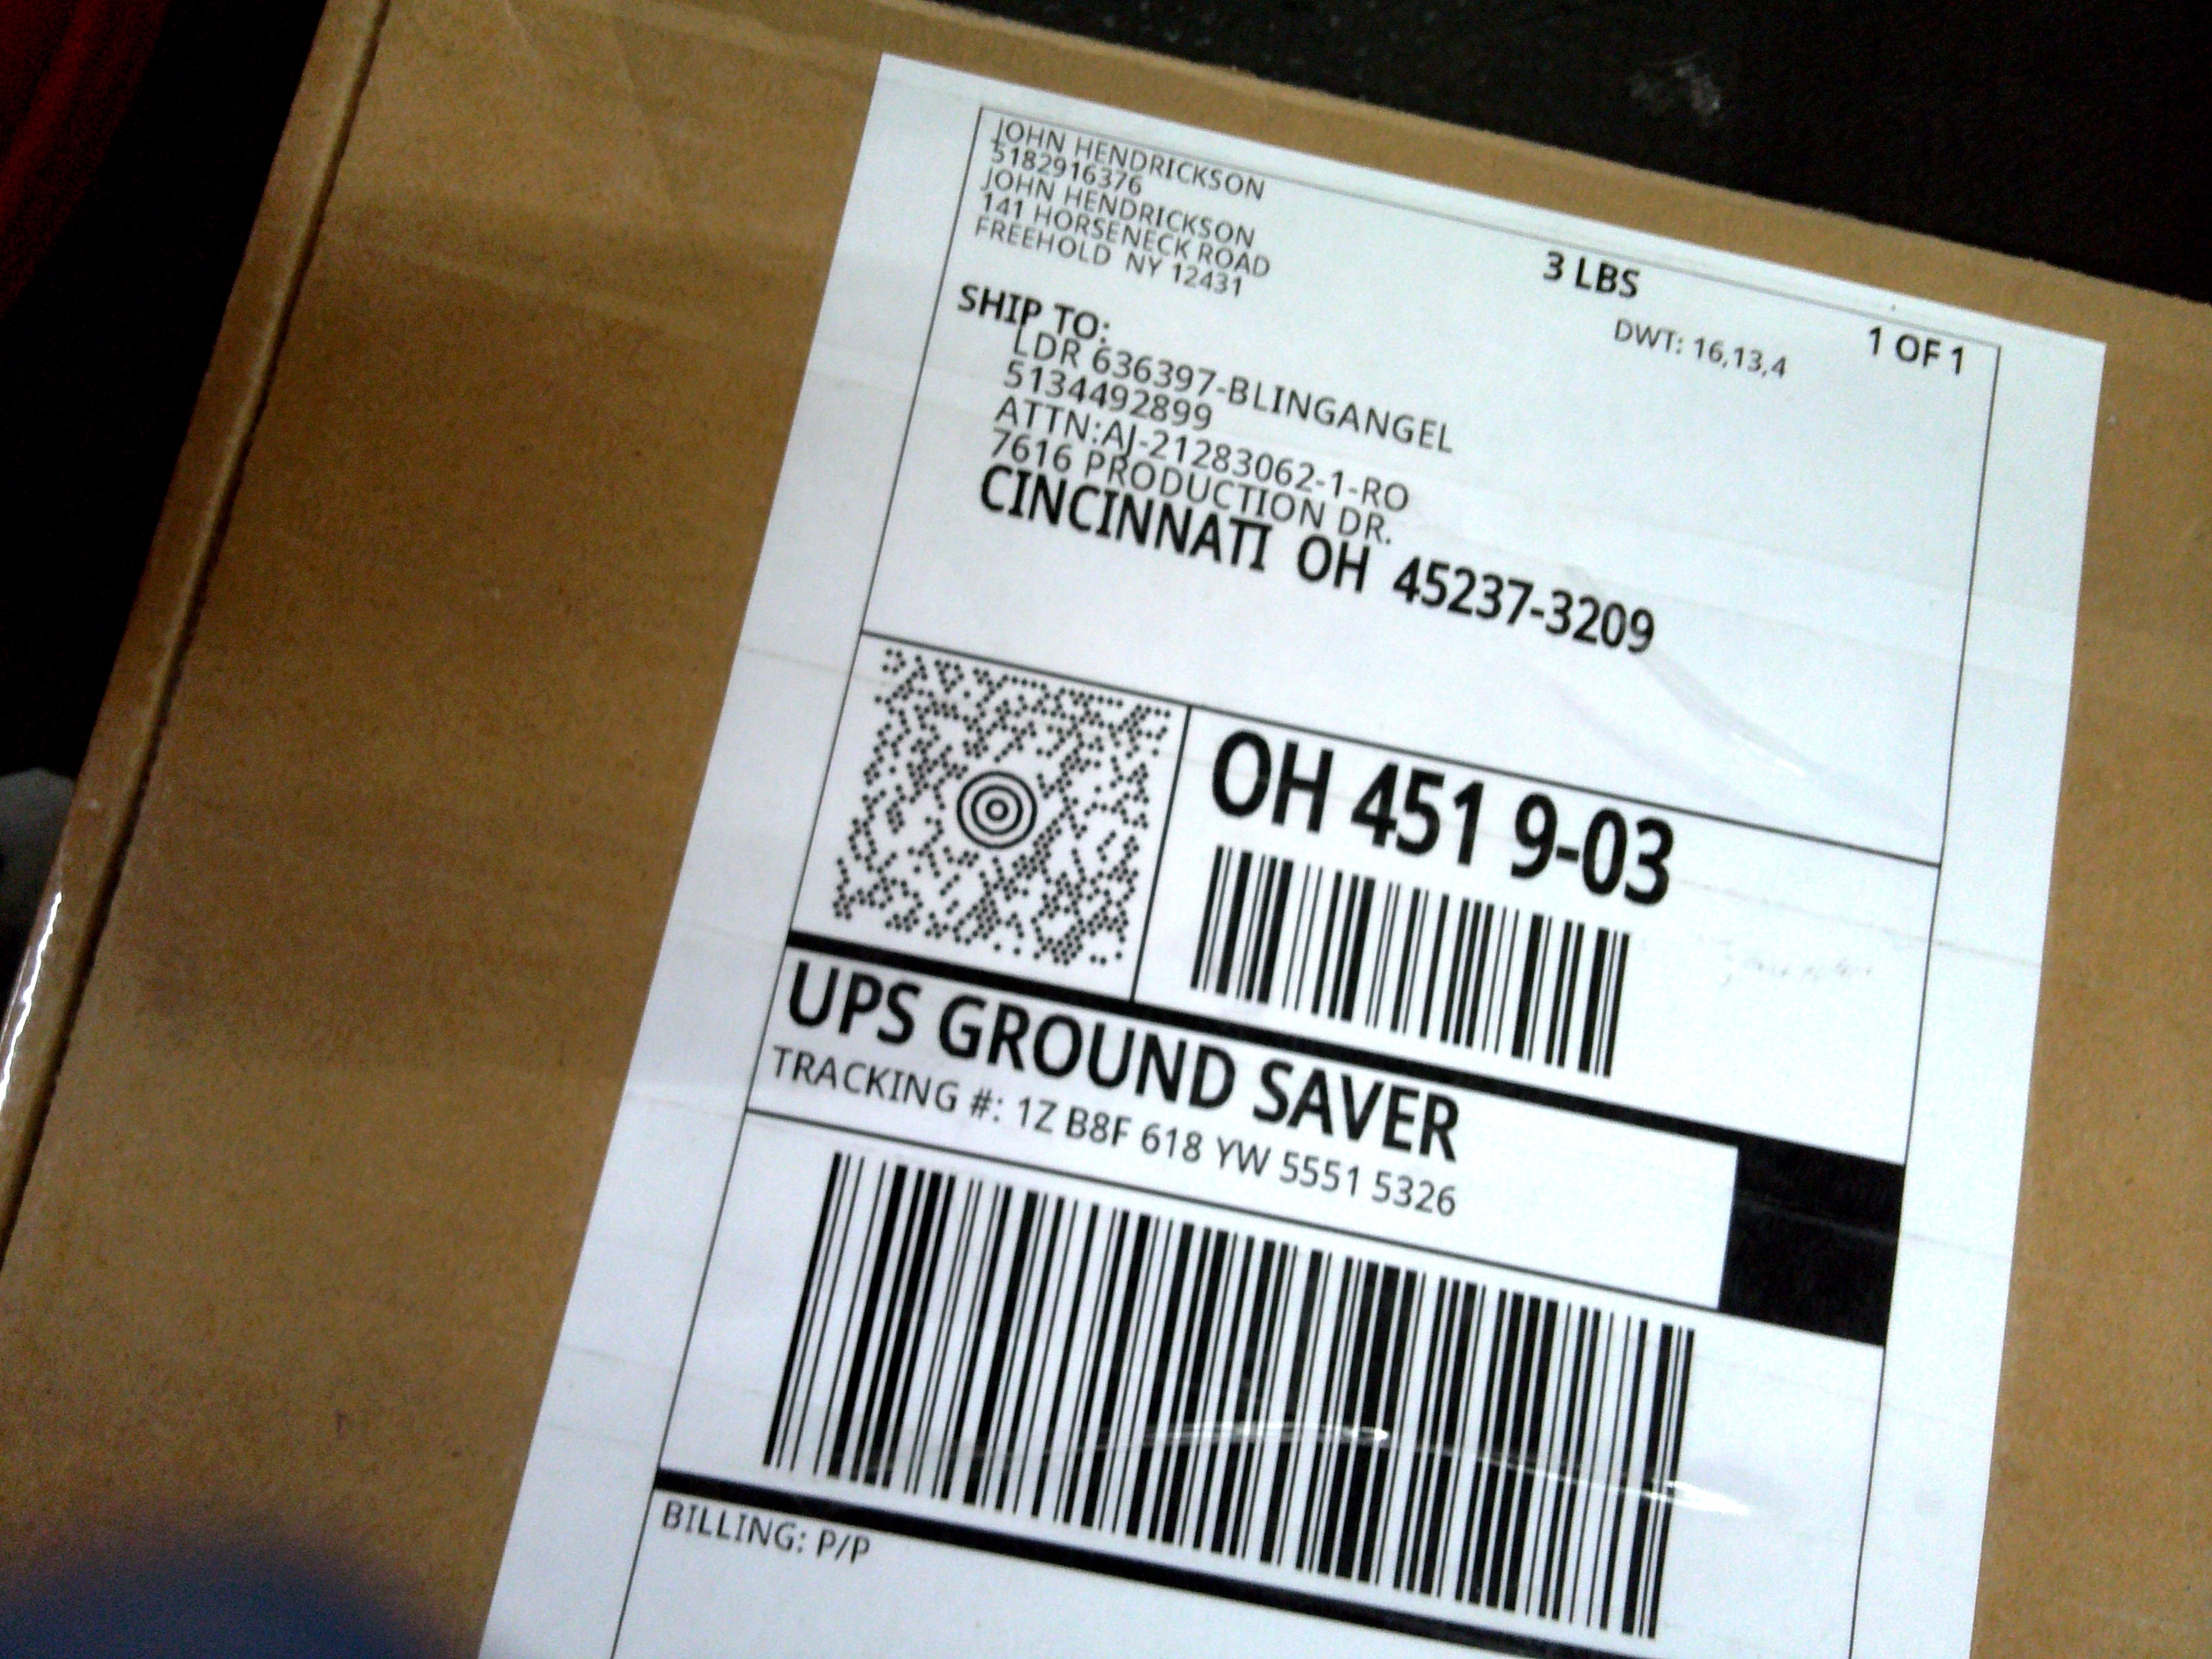 JOHN HENDRICKSON
5182916376
JOHN HENDRICKSON
141 HORSENECK ROAD
FREEHOLD NY 12431
3 LBS
1 OF 1
DWT: 16,13,4
SHIP TO:
LDR 636397-BLINGANGEL
5134492899
ATTN:AJ-21283062-1-RO
7616 PRODUCTION DR.
CINCINNATI OH 45237-3209
OH 451 9-03
UPS GROUND SAVER
TRACKING #: 1Z B8F 618 YW 5551 5326
BILLING: P/P